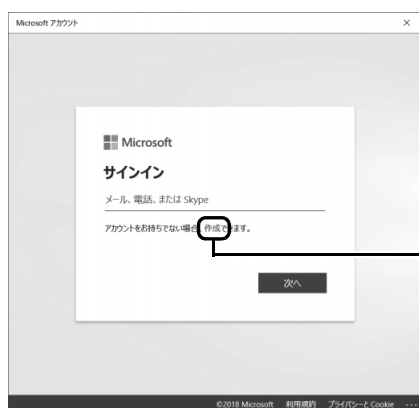 Microsoft アカウント
Microsoft
サインイン
メール、電話、または Skype
アカウントをお持ちでない場合、作成できます。
次へ
©2018 Microsoft 利用規約 プライバシーと Cookie ...